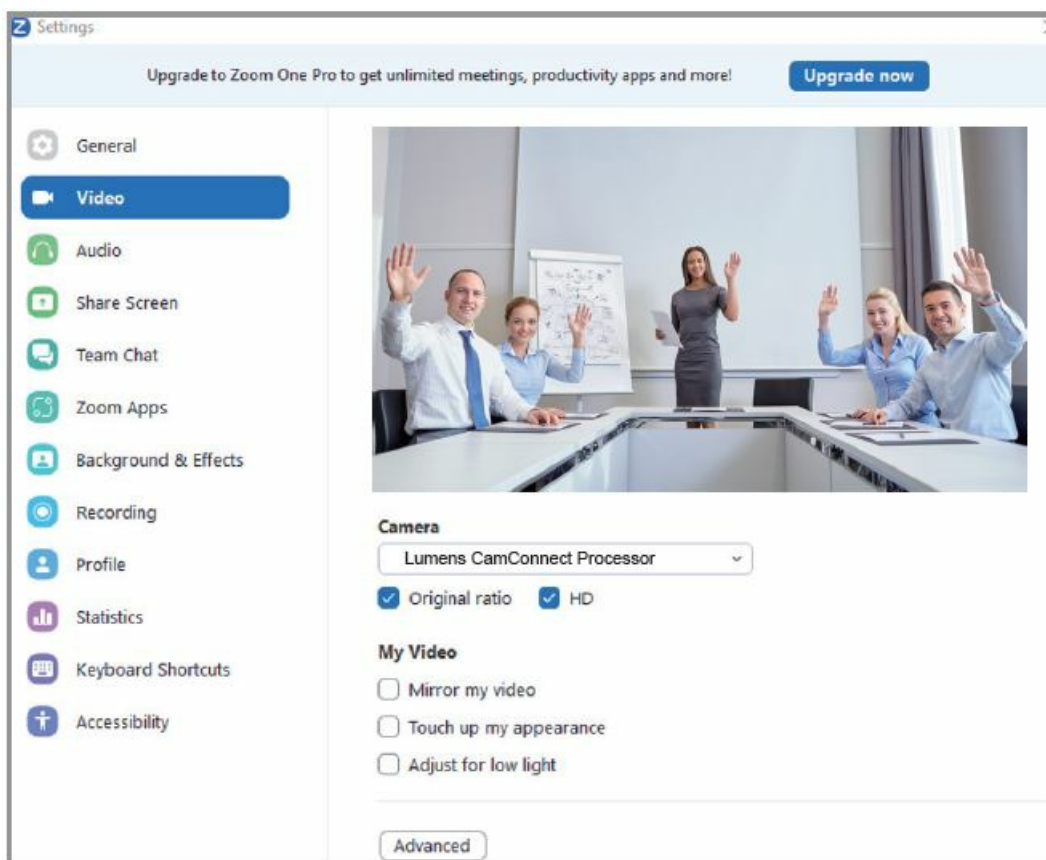 Settings
Upgrade to Zoom One Pro to get unlimited meetings, productivity apps and more!
Upgrade now
General
Video
Audio
Share Screen
Team Chat
Zoom Apps
Background & Effects
Recording
Profile
Statistics
Keyboard Shortcuts
Accessibility
Camera
Lumens CamConnect Processor
Original ratio HD
My Video
Mirror my video
Touch up my appearance
Adjust for low light
Advanced